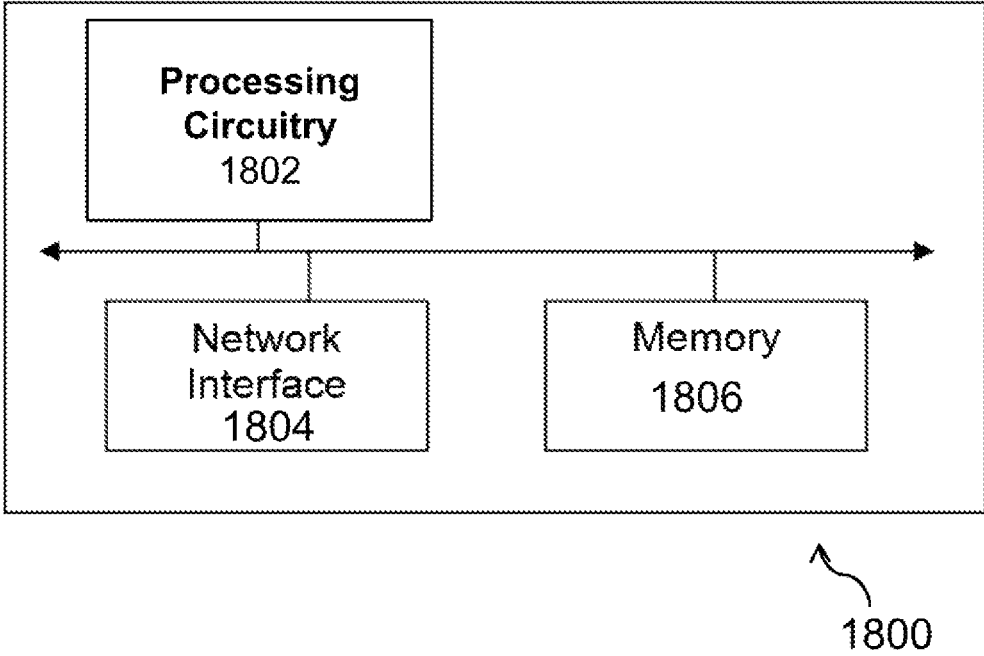 Processing
Circuitry
1802
Network
Interface
1804
Memory
1806
1800